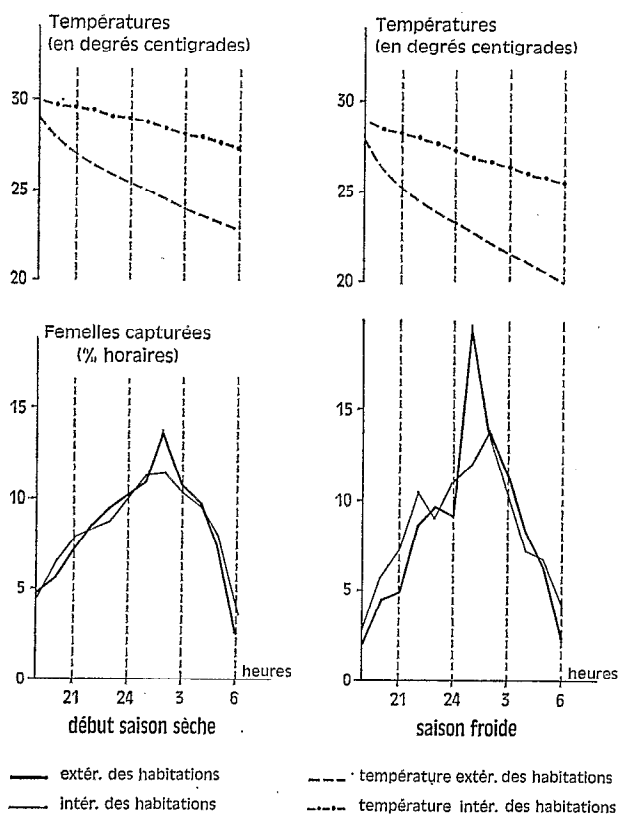 Températures
(en degrés centigrades)
30
25
20
Températures
(en degrés centigrades)
30
25
20
Femelles capturées
(% horaires)
15
10
5
0
21 24 3 6
heures
début saison sèche
15
10
5
0
21 24 3 6
heures
saison froide
extér. des habitations
intér. des habitations
température extér. des habitations
température intér. des habitations